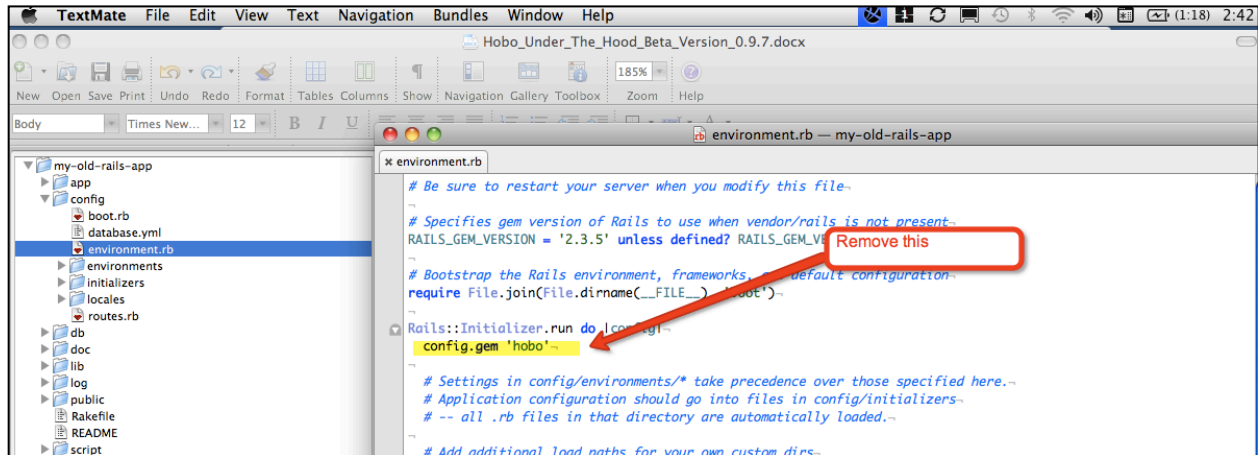 TextMate File Edit View Text Navigation Bundles Window Help 1 (1:18) 2:42
Hobo_Under_The_Hood_Beta_Version_0.9.7.docx
185%
New Open Save Print Undo Redo Format Tables Columns Show Navigation Gallery Toolbox Zoom Help
Body Times New... 12 B I U
environment.rb — my-old-rails-app
environment.rb
my-old-rails-app
app
config
boot.rb
database.yml
environment.rb
environments
initializers
locales
routes.rb
db
doc
lib
log
public
Rakefile
README
script
# Be sure to restart your server when you modify this file
# Specifies gem version of Rails to use when vendor/rails is not present
RAILS_GEM_VERSION = '2.3.5' unless defined? RAILS_GEM_VE
Remove this
# Bootstrap the Rails environment, frameworks, default configuration
require File.join(File.dirname(__FILE__) 'boot')
Rails::Initializer.run do |config|
config.gem 'hobo'
# Settings in config/environments/* take precedence over those specified here.
# Application configuration should go into files in config/initializers
# -- all .rb files in that directory are automatically loaded.
# Add additional load paths for your own custom dirs